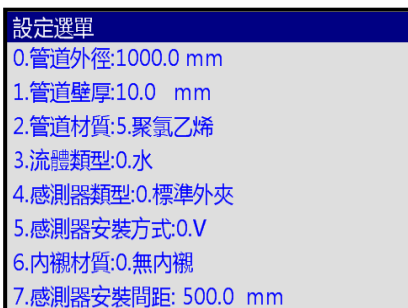 設定選單
0.管道外徑:1000.0 mm
1.管道壁厚:10.0 mm
2.管道材質:5.聚氯乙烯
3.流體類型:0.水
4.感測器類型:0.標準外夾
5.感測器安裝方式:0.V
6.內襯材質:0.無內襯
7.感測器安裝間距: 500.0 mm